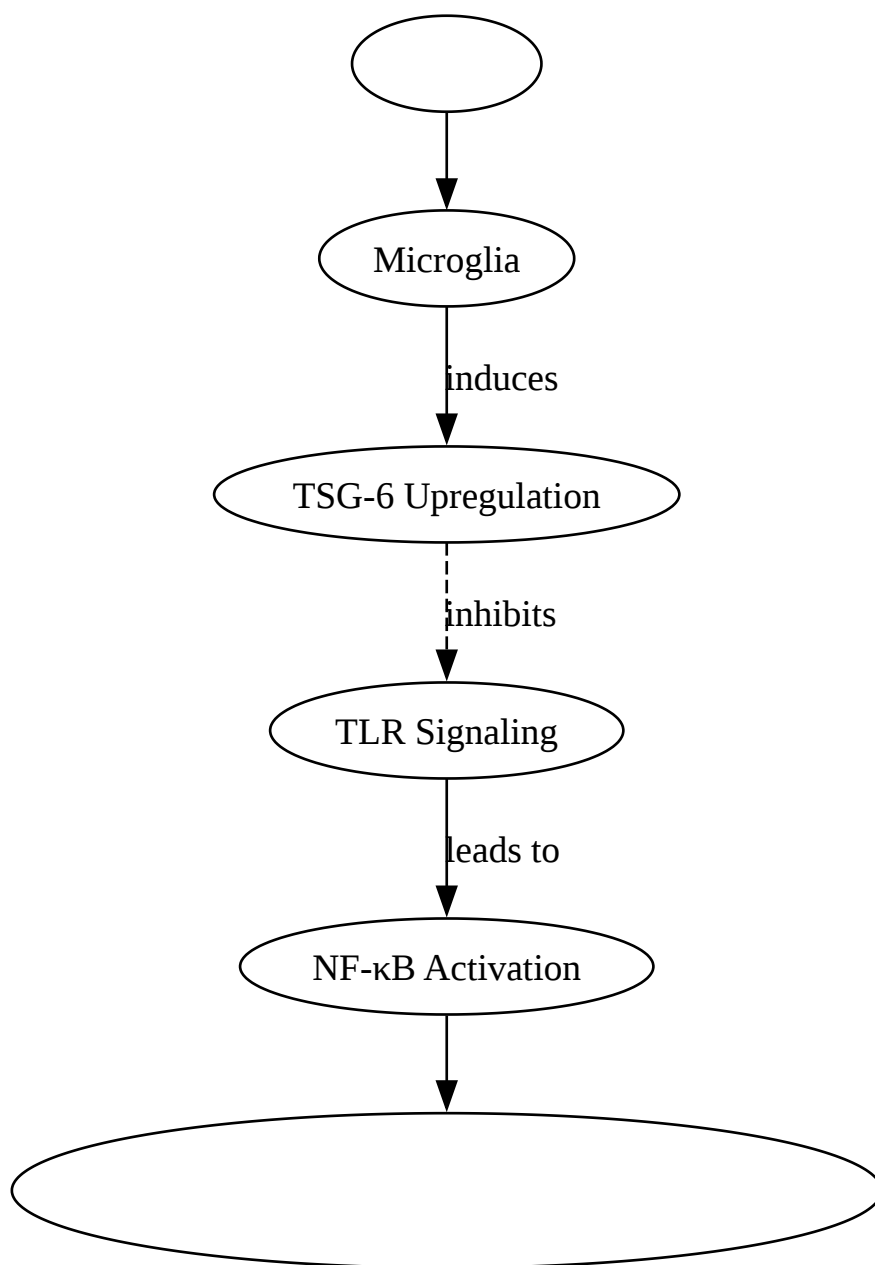 Microglia
induces
TSG-6 Upregulation
inhibits
TLR Signaling
leads to
NF-κB Activation